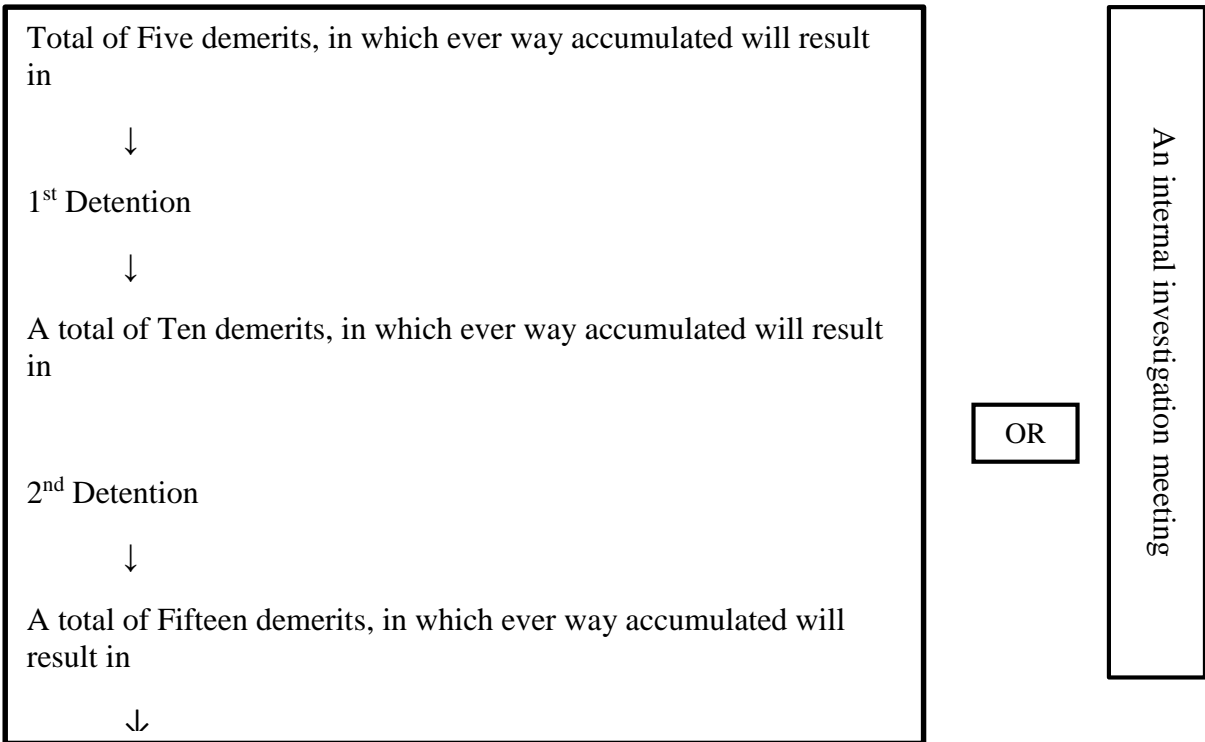 Total of Five demerits, in which ever way accumulated will result
in
↓
1st Detention
↓
A total of Ten demerits, in which ever way accumulated will result
in
2nd Detention
↓
A total of Fifteen demerits, in which ever way accumulated will
result in
↓
OR
An internal investigation meeting